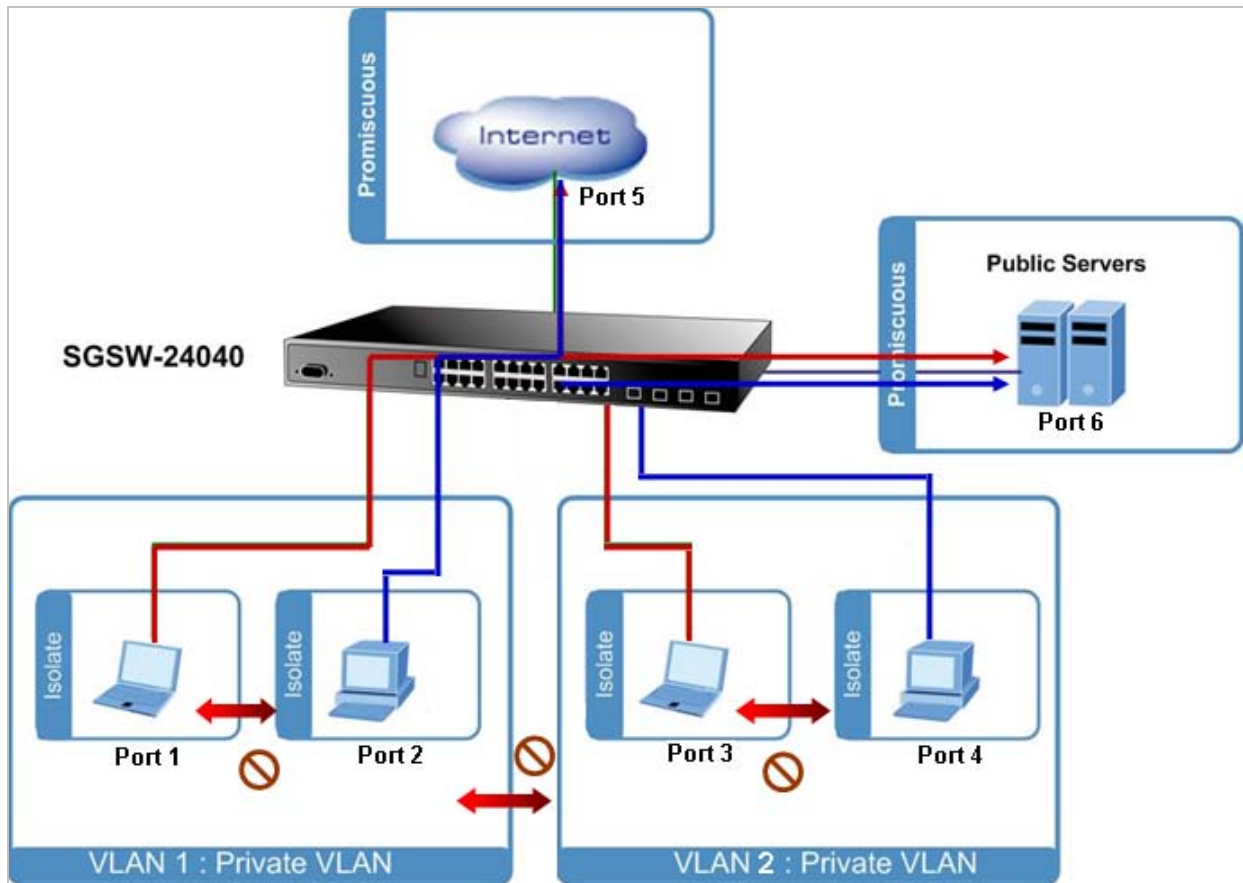 Promiscuous
Internet
Port 5
SGSW-24040
Promiscuous
Public Servers
Port 6
Isolate
Port 1
Isolate
Port 2
Isolate
Port 3
Isolate
Port 4
VLAN 1 : Private VLAN
VLAN 2 : Private VLAN